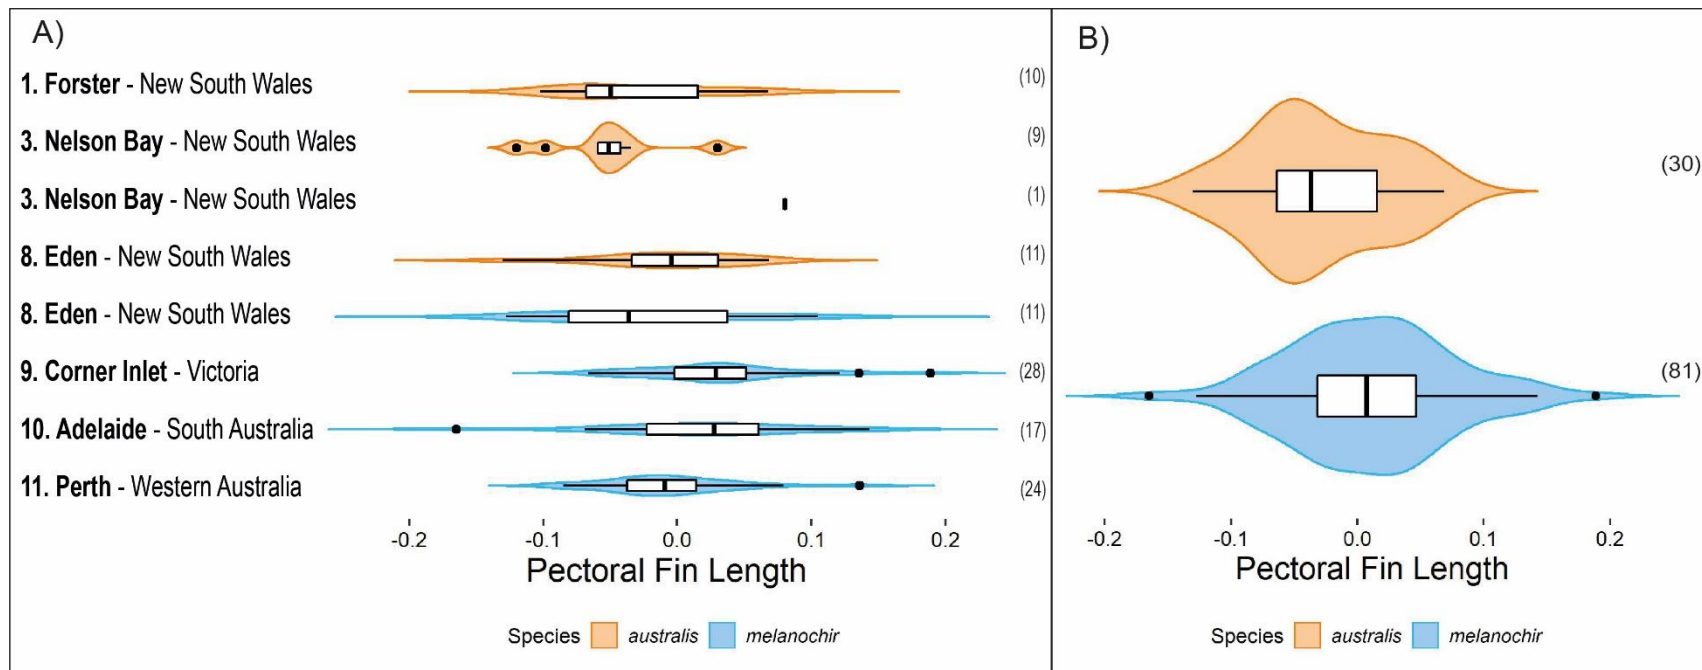 A)
1. Forster - New South Wales
(10)
3. Nelson Bay - New South Wales
(9)
3. Nelson Bay - New South Wales
(1)
8. Eden - New South Wales
(11)
8. Eden - New South Wales
(11)
9. Corner Inlet - Victoria
(28)
10. Adelaide - South Australia
(17)
11. Perth - Western Australia
(24)
-0.2 -0.1 0.0 0.1 0.2
Pectoral Fin Length
Species australis melanochir
B)
(30)
(81)
-0.2 -0.1 0.0 0.1 0.2
Pectoral Fin Length
Species australis melanochir